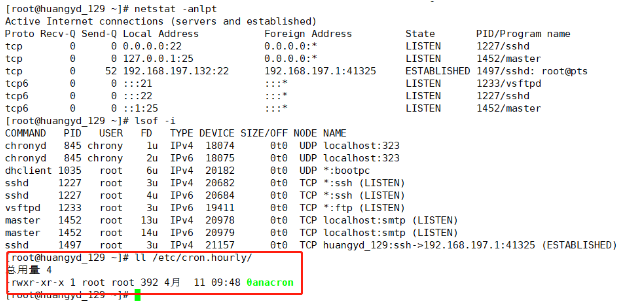 [root@huangyd_129 ~]# netstat -anlpt
Active Internet connections (servers and established)
Proto Recv-Q Send-Q Local Address Foreign Address State PID/Program name
tcp 0 0 0.0.0.0:22 0.0.0.0:* LISTEN 1227/sshd
tcp 0 0 127.0.0.1:25 0.0.0.0:* LISTEN 1452/master
tcp 0 52 192.168.197.132:22 192.168.197.1:41325 ESTABLISHED 1497/sshd: root@pts
tcp6 0 0 :::21 :::* LISTEN 1233/vsftpd
tcp6 0 0 :::22 :::* LISTEN 1227/sshd
tcp6 0 0 ::1:25 :::* LISTEN 1452/master
[root@huangyd_129 ~]# lsof -i
COMMAND PID USER FD TYPE DEVICE SIZE/OFF NODE NAME
chronyd 845 chrony 1u IPv4 18074 0t0 UDP localhost:323
chronyd 845 chrony 2u IPv6 18075 0t0 UDP localhost:323
dhclient 1035 root 6u IPv4 20182 0t0 UDP *:bootpc
sshd 1227 root 3u IPv4 20682 0t0 TCP *:ssh (LISTEN)
sshd 1227 root 4u IPv6 20684 0t0 TCP *:ssh (LISTEN)
vsftpd 1233 root 3u IPv6 19411 0t0 TCP *:ftp (LISTEN)
master 1452 root 13u IPv4 20978 0t0 TCP localhost:smtp (LISTEN)
master 1452 root 14u IPv6 20979 0t0 TCP localhost:smtp (LISTEN)
sshd 1497 root 3u IPv4 21157 0t0 TCP huangyd_129:ssh->192.168.197.1:41325 (ESTABLISHED)
[root@huangyd_129 ~]# ll /etc/cron.hourly/
总用量 4
-rwxr-xr-x 1 root root 392 4月 11 09:48 0anacron
[root@huangyd_129 ~]#